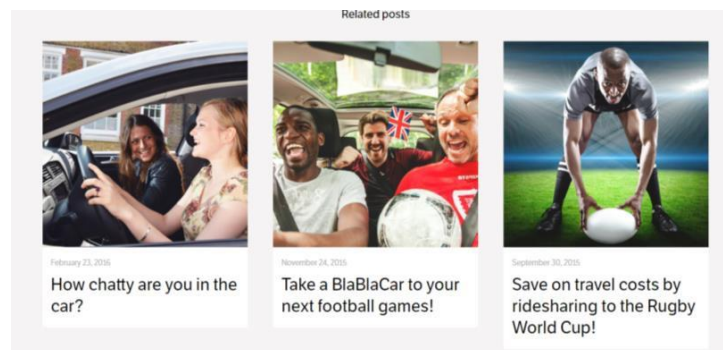 Related posts
February 23, 2016
How chatty are you in the
car?
November 24, 2015
Take a BlaBlaCar to your
next football games!
September 30, 2015
Save on travel costs by
ridesharing to the Rugby
World Cup!